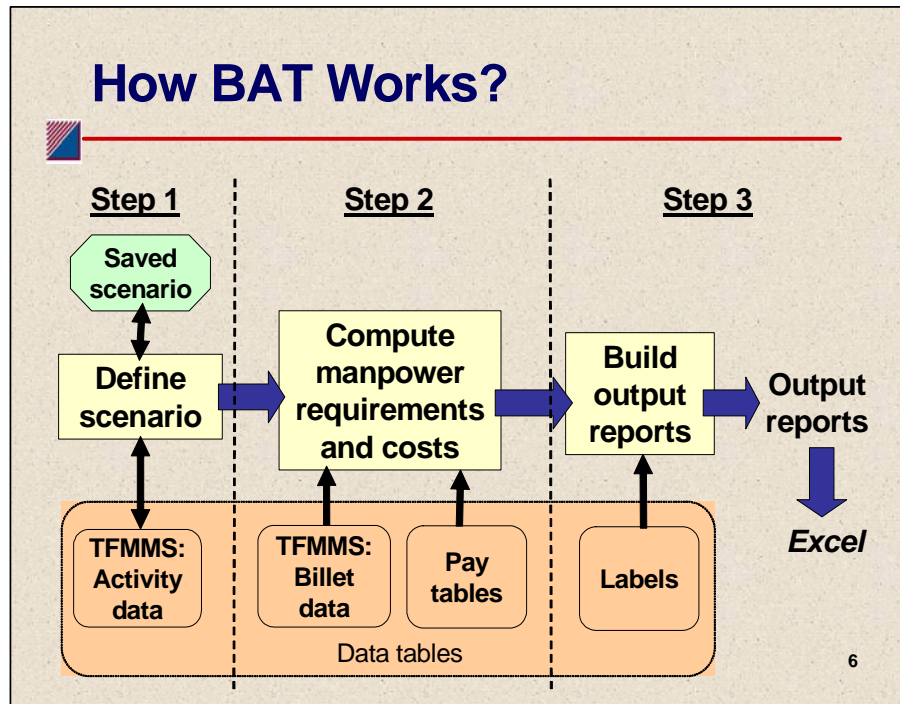 How BAT Works?
Step 1
Step 2
Step 3
Saved
scenario
Define
scenario
Compute
manpower
requirements
and costs
Build
output
reports
Output
reports
Excel
TFMMS:
Activity
data
TFMMS:
Billet
data
Pay
tables
Labels
Data tables
6